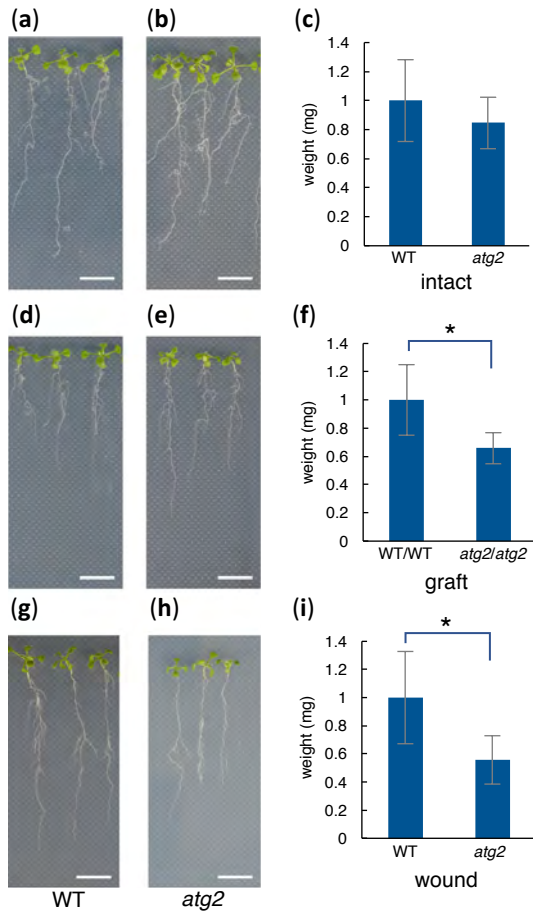 (a)
(b)
(c)
1.4
1.2
1
0.8
0.6
0.4
0.2
0
weight (mg)
WT
atg2
intact
(d)
(e)
(f)
*
1.4
1.2
1
0.8
0.6
0.4
0.2
0
weight (mg)
WT/WT
atg2/atg2
graft
(g)
(h)
(i)
*
1.4
1.2
1
0.8
0.6
0.4
0.2
0
weight (mg)
WT
atg2
wound
WT
atg2